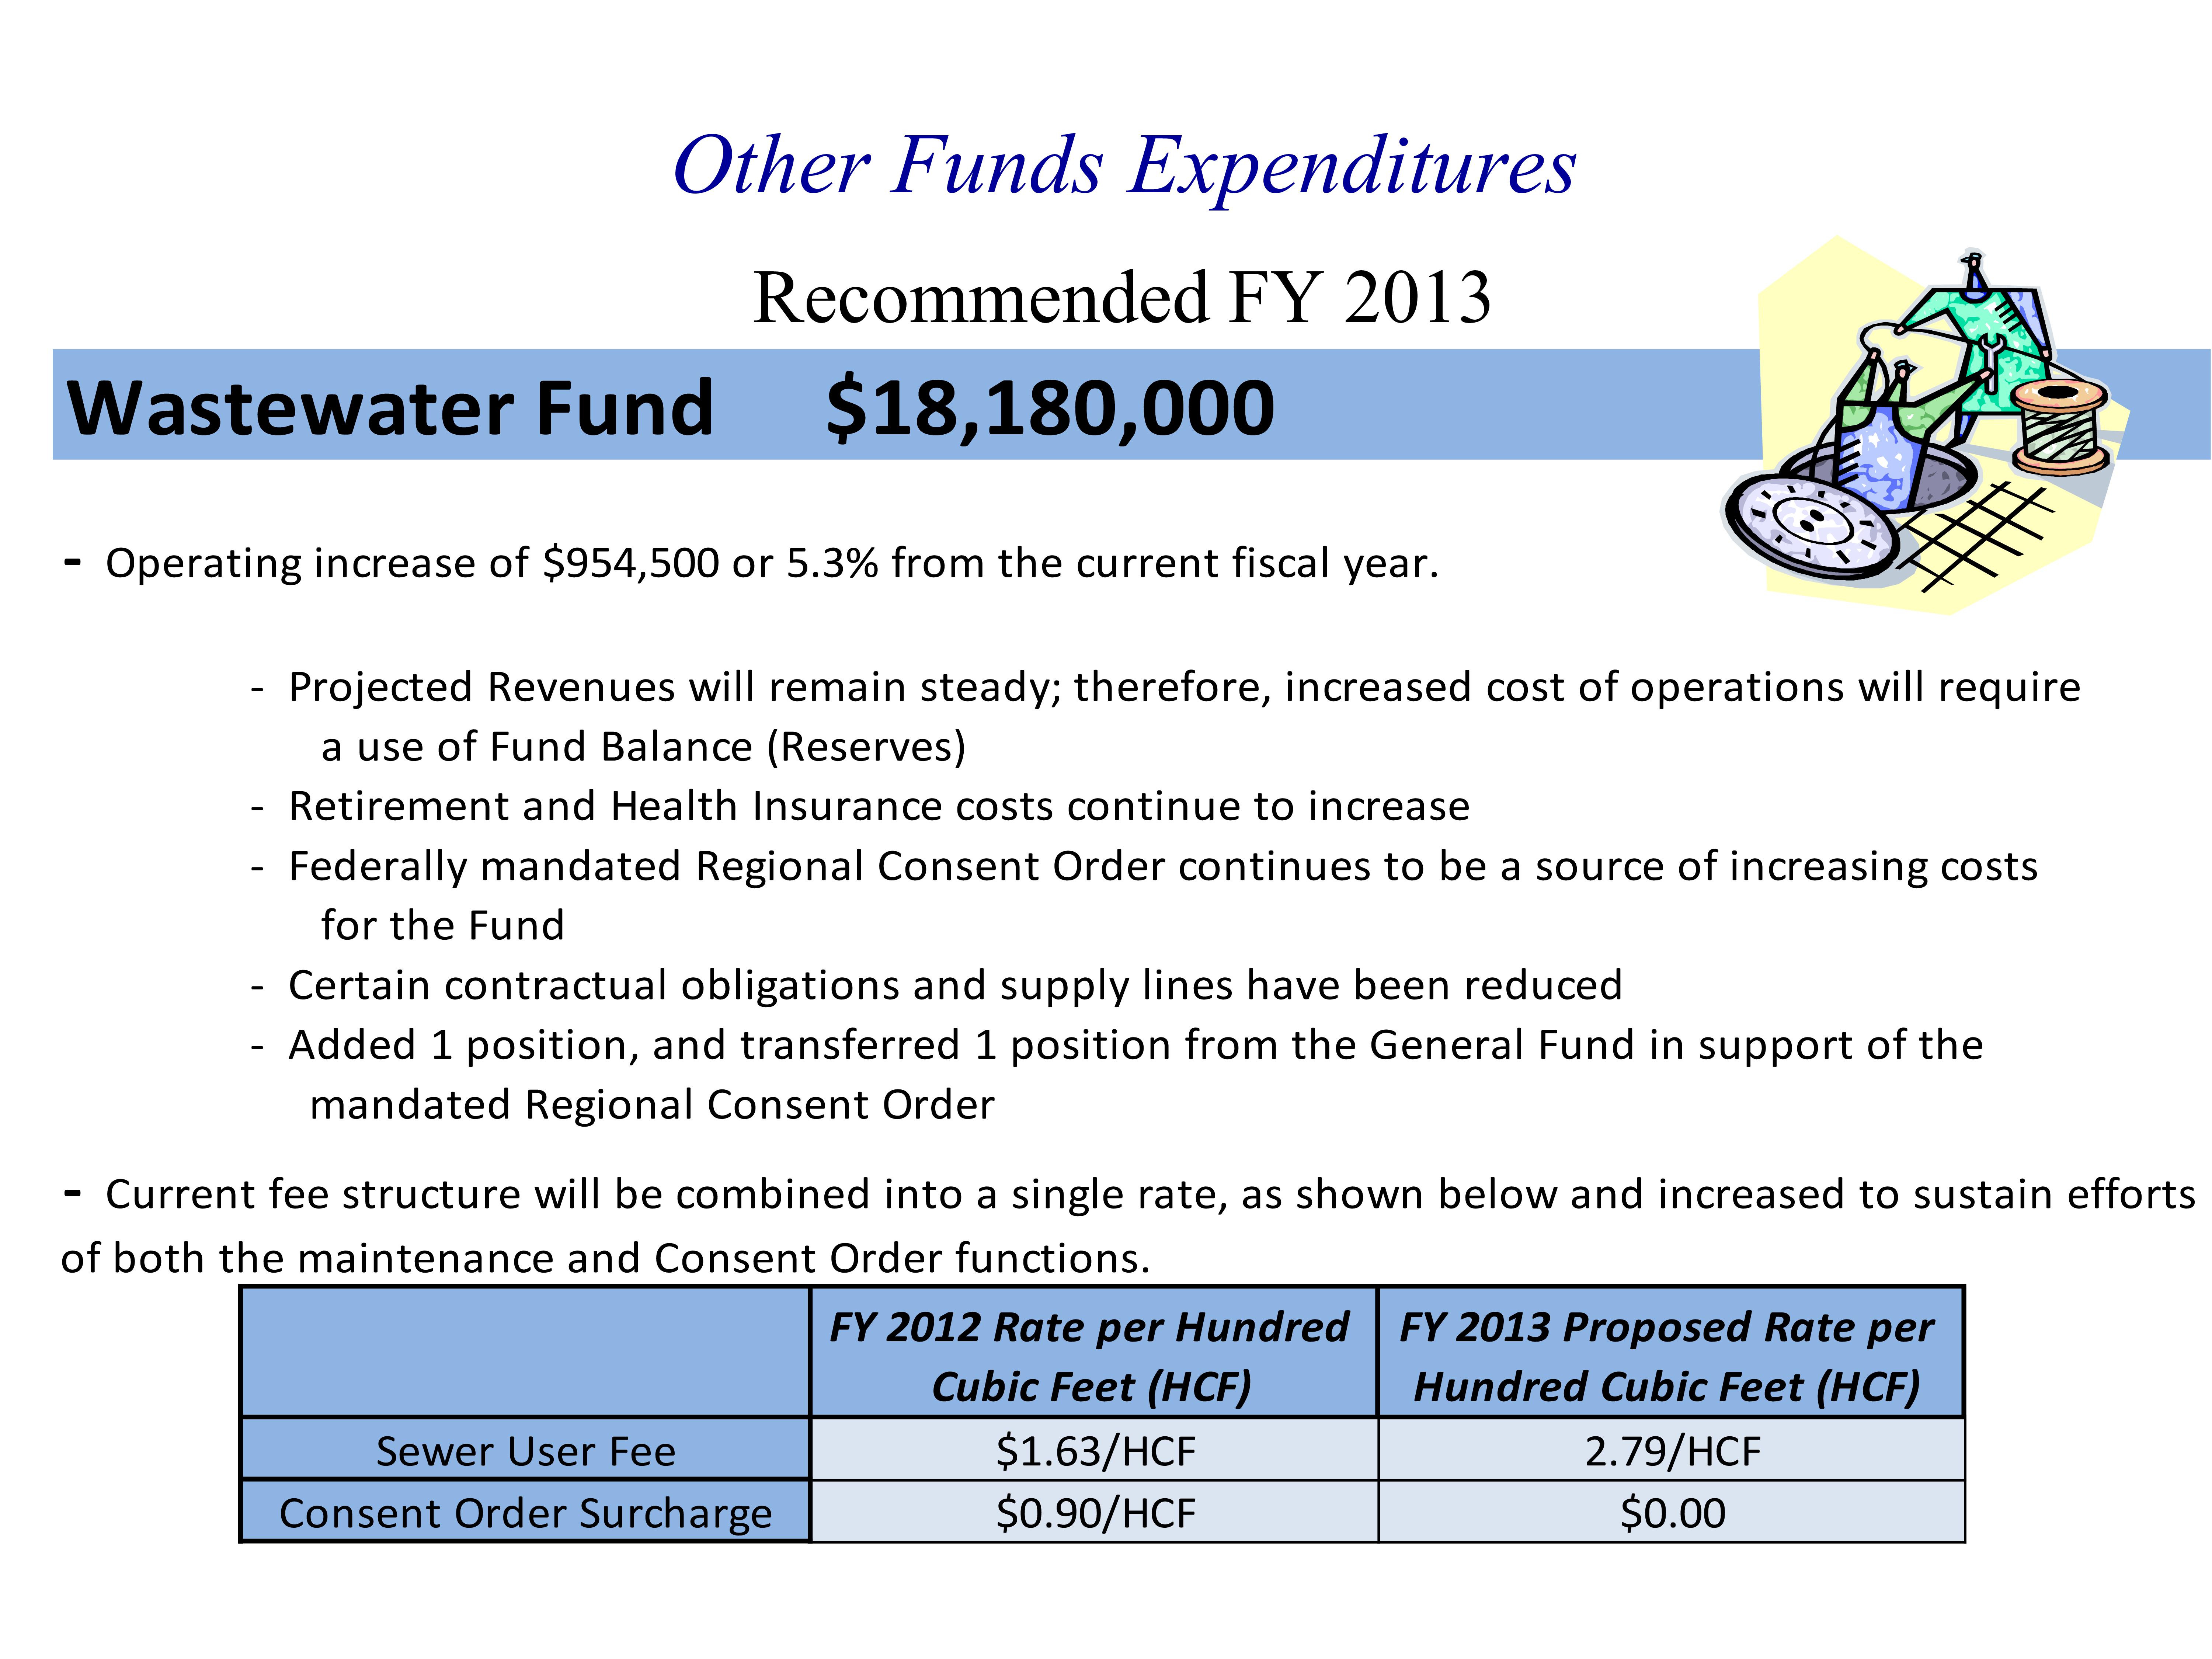 Other Funds Expenditures
Recommended FY 2013
Wastewater Fund $18,180,000
- Operating increase of $954,500 or 5.3% from the current fiscal year.
- Projected Revenues will remain steady; therefore, increased cost of operations will require
a use of Fund Balance (Reserves)
- Retirement and Health Insurance costs continue to increase
- Federally mandated Regional Consent Order continues to be a source of increasing costs
for the Fund
- Certain contractual obligations and supply lines have been reduced
- Added 1 position, and transferred 1 position from the General Fund in support of the
mandated Regional Consent Order
- Current fee structure will be combined into a single rate, as shown below and increased to sustain efforts
of both the maintenance and Consent Order functions.
FY 2012 Rate per Hundred Cubic Feet (HCF) FY 2013 Proposed Rate per Hundred Cubic Feet (HCF)
Sewer User Fee $1.63/HCF 2.79/HCF
Consent Order Surcharge $0.90/HCF $0.00